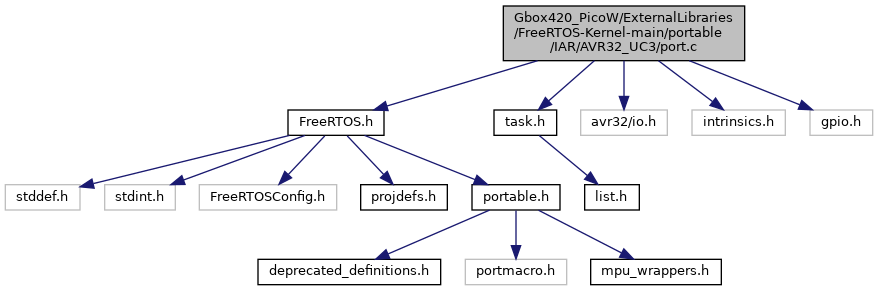 Gbox420_PicoW/ExternalLibraries
/FreeRTOS-Kernel-main/portable
/IAR/AVR32_UC3/port.c
FreeRTOS.h
task.h
avr32/io.h
intrinsics.h
gpio.h
stddef.h
stdint.h
FreeRTOSConfig.h
projdefs.h
portable.h
list.h
deprecated_definitions.h
portmacro.h
mpu_wrappers.h